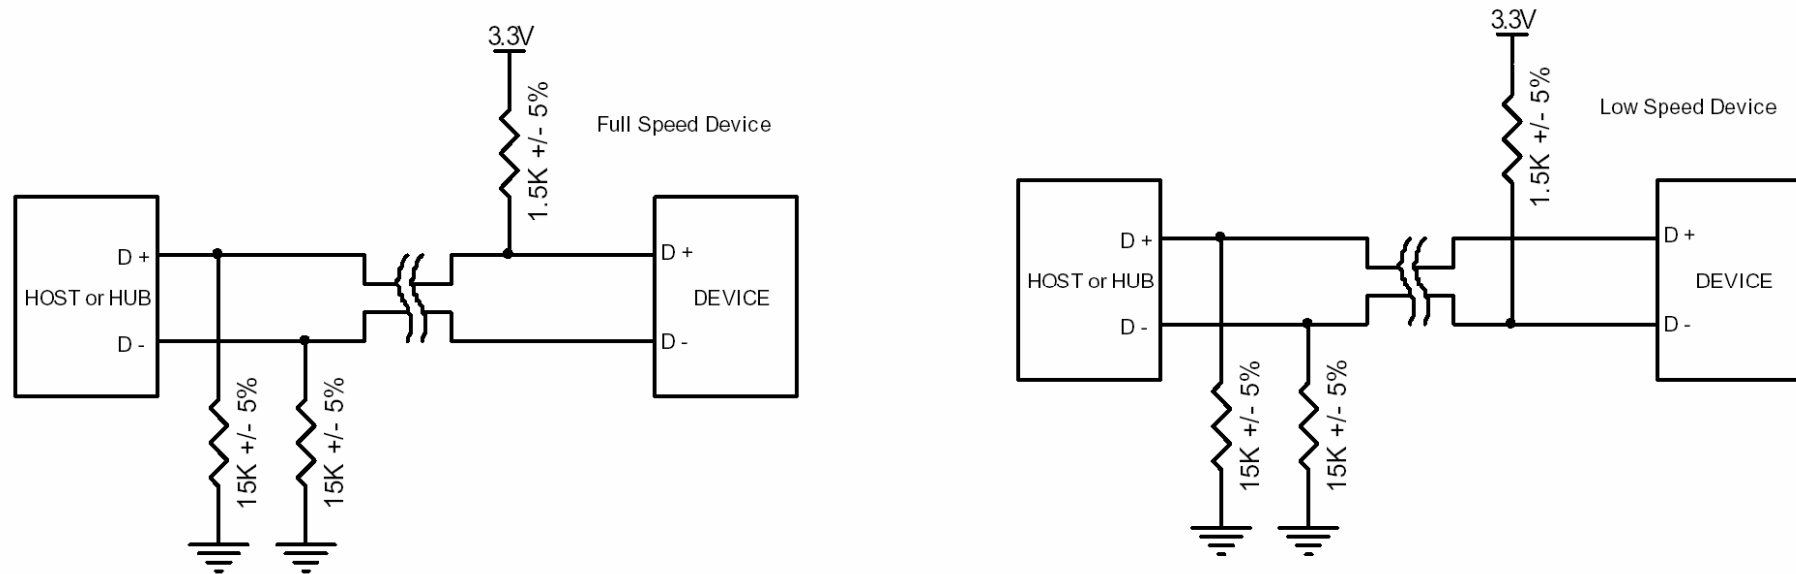 3.3V
1.5K +/- 5%
Full Speed Device
D +
HOST or HUB
D -
D +
DEVICE
D -
15K +/- 5%
15K +/- 5%
3.3V
1.5K +/- 5%
Low Speed Device
D +
HOST or HUB
D -
D +
DEVICE
D -
15K +/- 5%
15K +/- 5%